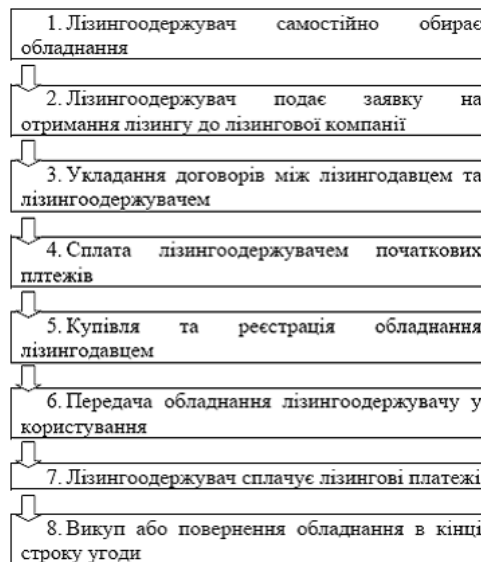 1. Лізингоодержувач самостійно обирає
обладнання
2. Лізингоодержувач подає заявку на
отримання лізингу до лізингової компанії
3. Укладання договорів між лізингодавцем та
лізингоодержувачем
4. Сплата лізингоодержувачем початкових
плтежів
5. Купівля та реєстрація обладнання
лізингодавцем
6. Передача обладнання лізингоодержувачу у
користування
7. Лізингоодержувач сплачує лізингові платежі
8. Викуп або повернення обладнання в кінці
строку угоди